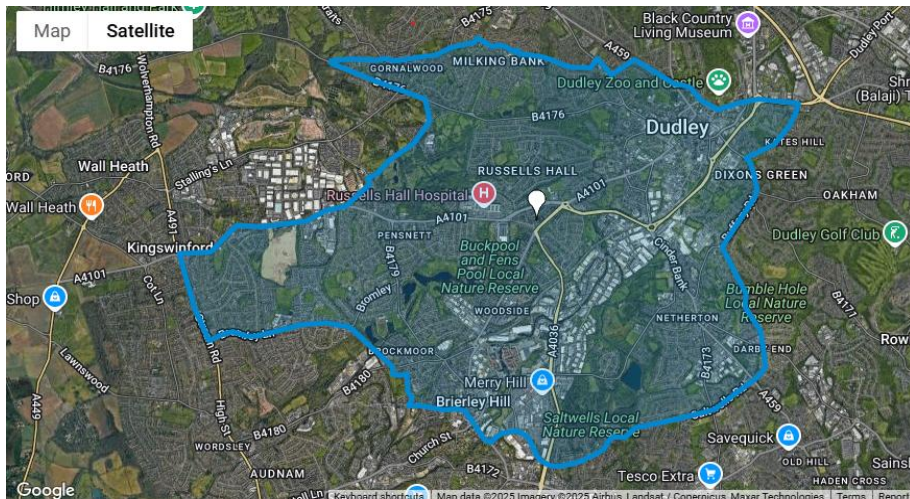 Map Satellite
B4175
A459
Black Country
Living Museum
Dudley Port
GORNALWOOD
MILKING BANK
B4176
B4176
Dudley Zoo and Castle
(Balaji)
B4176
Dudley
KATES HILL
Wolverhampton Rd
Wall Heath
Stalling's Ln
RUSSELLS HALL
DIXONS GREEN
Wall Heath
A491
Russells Hall Hospital
H
A4101
OAKHAM
A4101
Kingswinford
PENSNETT
Dudley Golf Club
Buckpool
and Fens
Pool Local
Nature Reserve
Cinder Bank
A4101
Cot Ln
B4179
Bumble Hole
Local Nature
Reserve
Shop
Bromley
WOODSIDE
NETHERTON
B4171
A4036
Lawnswood
BROCKMOOR
B4173
DARBY END
A449
B4180
Merry Hill
Brierley Hill
High St
Saltwells Local
Nature Reserve
A459
B4180
WORDSLEY
Church St
Savequick
AUDNAM
B4172
OLD HILL
Tesco Extra
HADEN CROSS
Google
Keyboard shortcuts Map data ©2025 Imagery ©2025 Airbus, Landsat / Copernicus, Maxar Technologies Terms Report